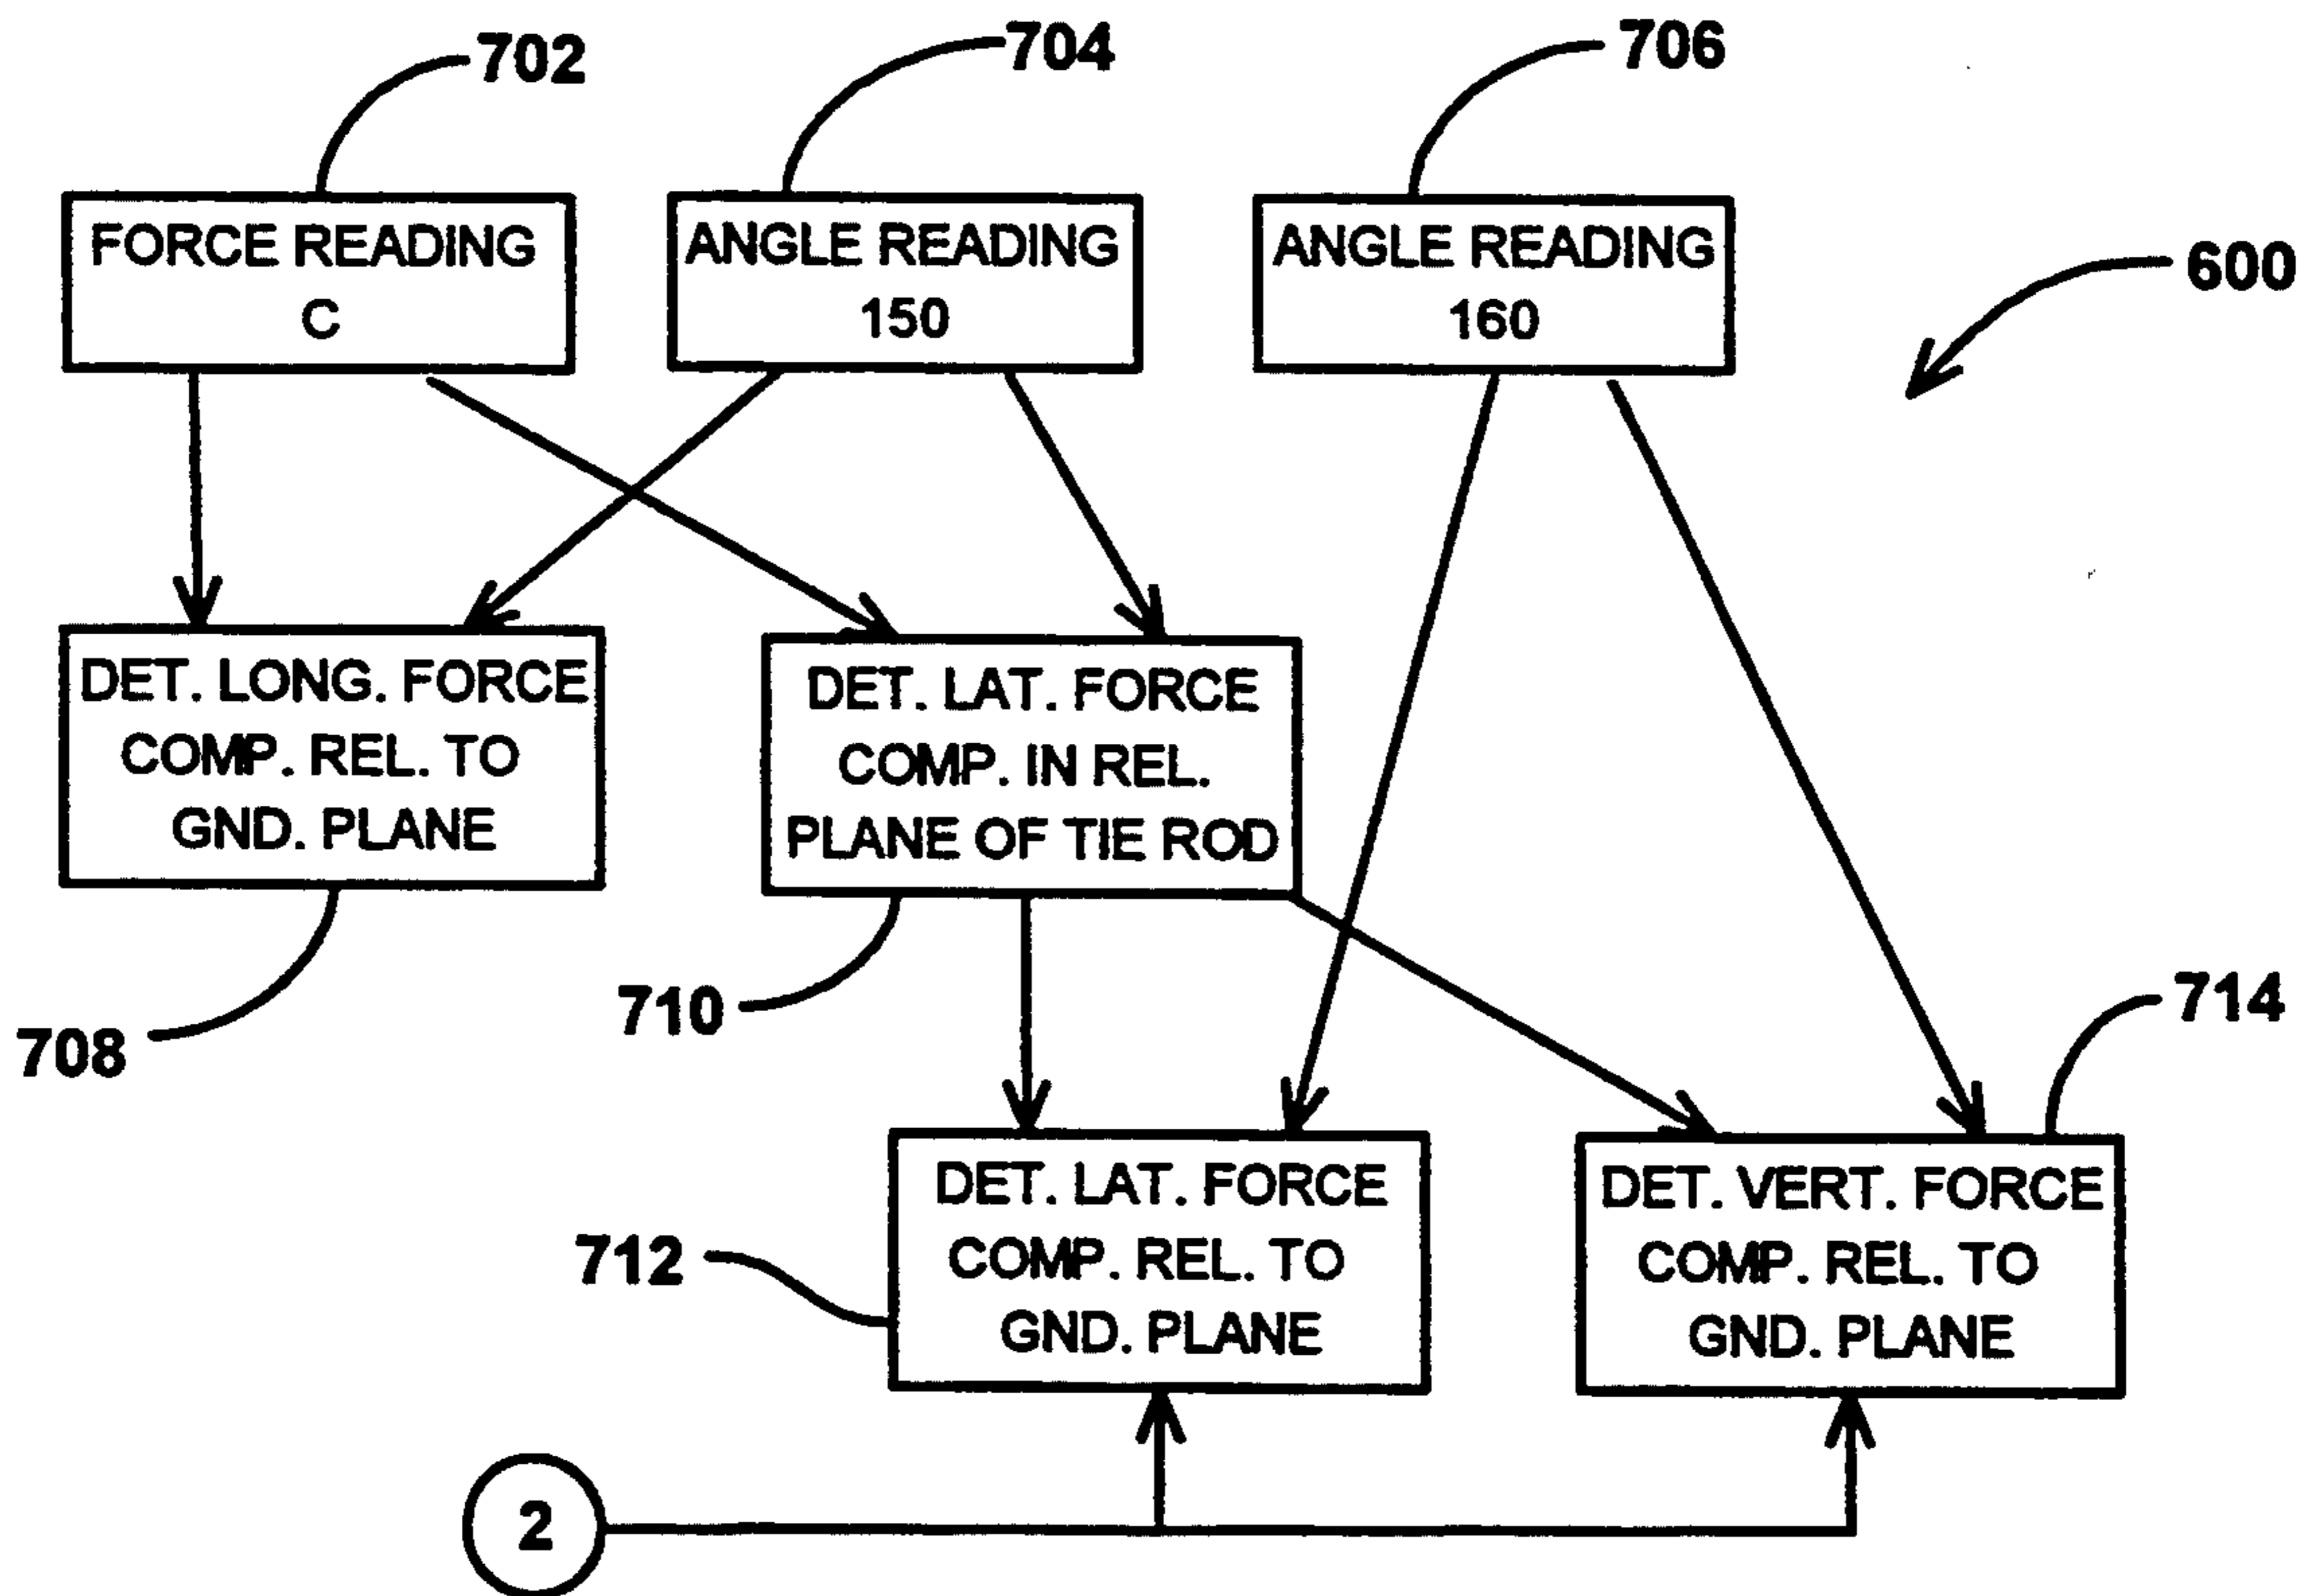 702
704
706
FORCE READING
C
ANGLE READING
150
ANGLE READING
160
600
DET. LONG. FORCE
COMP. REL. TO
GND. PLANE
DET. LAT. FORCE
COMP. IN REL.
PLANE OF TIE ROD
708
710
714
712
DET. LAT. FORCE
COMP. REL. TO
GND. PLANE
DET. VERT. FORCE
COMP. REL. TO
GND. PLANE
2